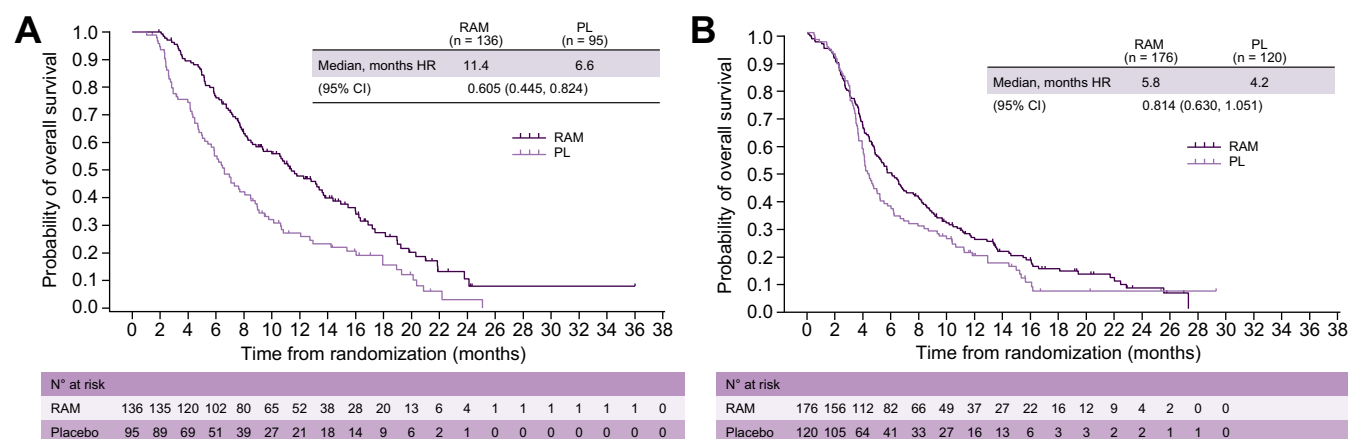 A
RAM PL
(n = 136) (n = 95)
Median, months HR 11.4 6.6
(95% CI) 0.605 (0.445, 0.824)
RAM
PL
Probability of overall survival
1.0
0.9
0.8
0.7
0.6
0.5
0.4
0.3
0.2
0.1
0.0
0 2 4 6 8 10 12 14 16 18 20 22 24 26 28 30 32 34 36 38
Time from randomization (months)
N° at risk
RAM 136 135 120 102 80 65 52 38 28 20 13 6 4 1 1 1 1 1 1 0
Placebo 95 89 69 51 39 27 21 18 14 9 6 2 1 0 0 0 0 0 0 0
B
RAM PL
(n = 176) (n = 120)
Median, months HR 5.8 4.2
(95% CI) 0.814 (0.630, 1.051)
RAM
PL
Probability of overall survival
1.0
0.9
0.8
0.7
0.6
0.5
0.4
0.3
0.2
0.1
0.0
0 2 4 6 8 10 12 14 16 18 20 22 24 26 28 30 32 34 36 38
Time from randomization (months)
N° at risk
RAM 176 156 112 82 66 49 37 27 22 16 12 9 4 2 0 0
Placebo 120 105 64 41 33 27 16 13 6 3 3 2 2 1 1 0